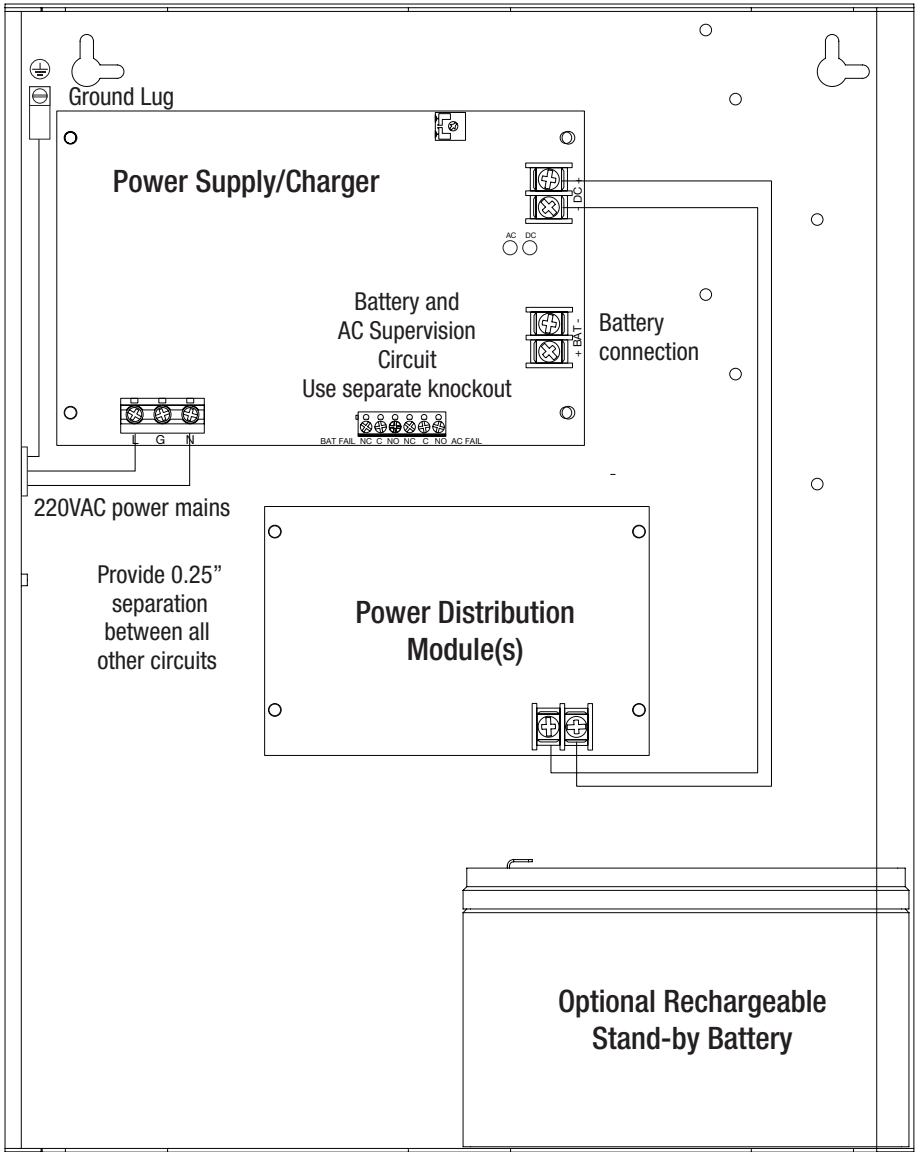 Ground Lug
Power Supply/Charger
- DC +
AC DC
Battery and
AC Supervision
Circuit
Use separate knockout
+ BAT -
Battery
connection
L G N
BAT FAIL NC C NO NC C NO AC FAIL
220VAC power mains
Provide 0.25”
separation
between all
other circuits
Power Distribution
Module(s)
Optional Rechargeable
Stand-by Battery